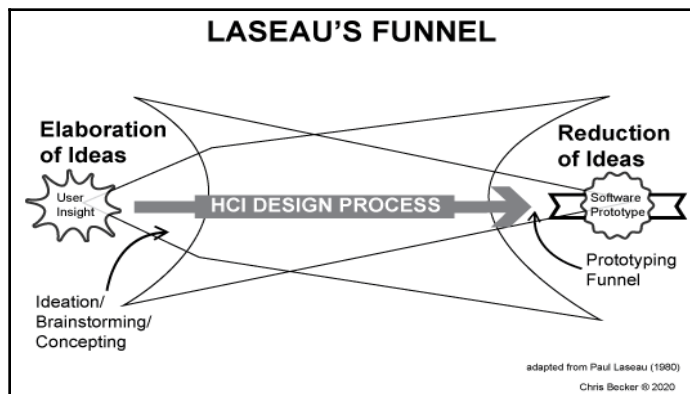 LASEAU'S FUNNEL
Elaboration
of Ideas
User
Insight
HCI DESIGN PROCESS
Ideation/
Brainstorming/
Concepting
Reduction
of Ideas
Software
Prototype
Prototyping
Funnel
adapted from Paul Laseau (1980)
Chris Becker ® 2020